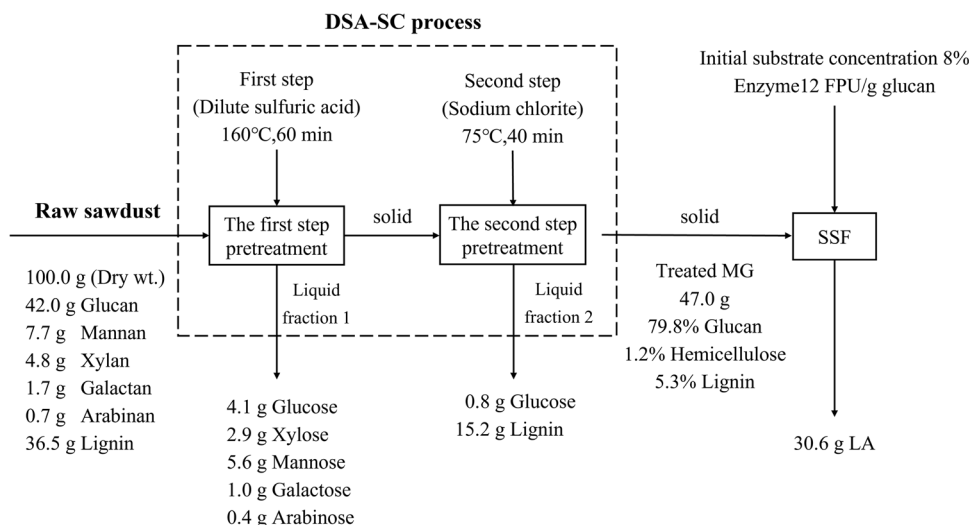 DSA-SC process
First step
(Dilute sulfuric acid)
160℃,60 min
Second step
(Sodium chlorite)
75℃,40 min
Initial substrate concentration 8%
Enzyme12 FPU/g glucan
Raw sawdust
The first step
pretreatment
solid
The second step
pretreatment
solid
SSF
100.0 g (Dry wt.)
42.0 g Glucan
7.7 g Mannan
4.8 g Xylan
1.7 g Galactan
0.7 g Arabinan
36.5 g Lignin
Liquid
fraction 1
Liquid
fraction 2
Treated MG
47.0 g
79.8% Glucan
1.2% Hemicellulose
5.3% Lignin
4.1 g Glucose
2.9 g Xylose
5.6 g Mannose
1.0 g Galactose
0.4 g Arabinose
0.8 g Glucose
15.2 g Lignin
30.6 g LA